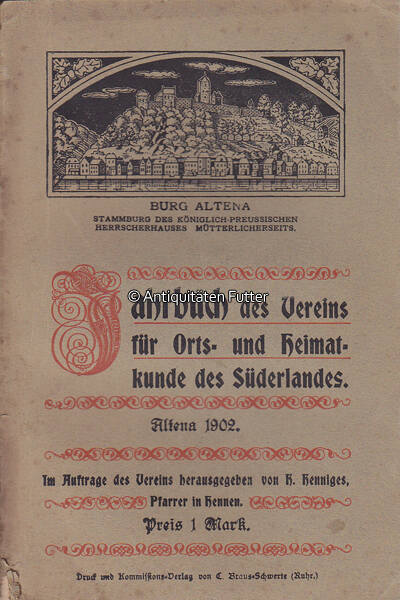 BURG ALTENA
STAMMBURG DES KÖNIGLICH-PREUSSISCHEN
HERRSCHERHAUSES MÜTTERLICHERSEITS.
Jahrbuch des Vereins
© Antiquitäten Futter
für Orts- und Heimat-
kunde des Süderlandes.
Altena 1902.
Im Auftrage des Vereins herausgegeben von H. Henniges,
Pfarrer in Hennen.
Preis 1 Mark.
Druck und Kommissions-Verlag von C. Braus-Schwerte (Ruhr.)